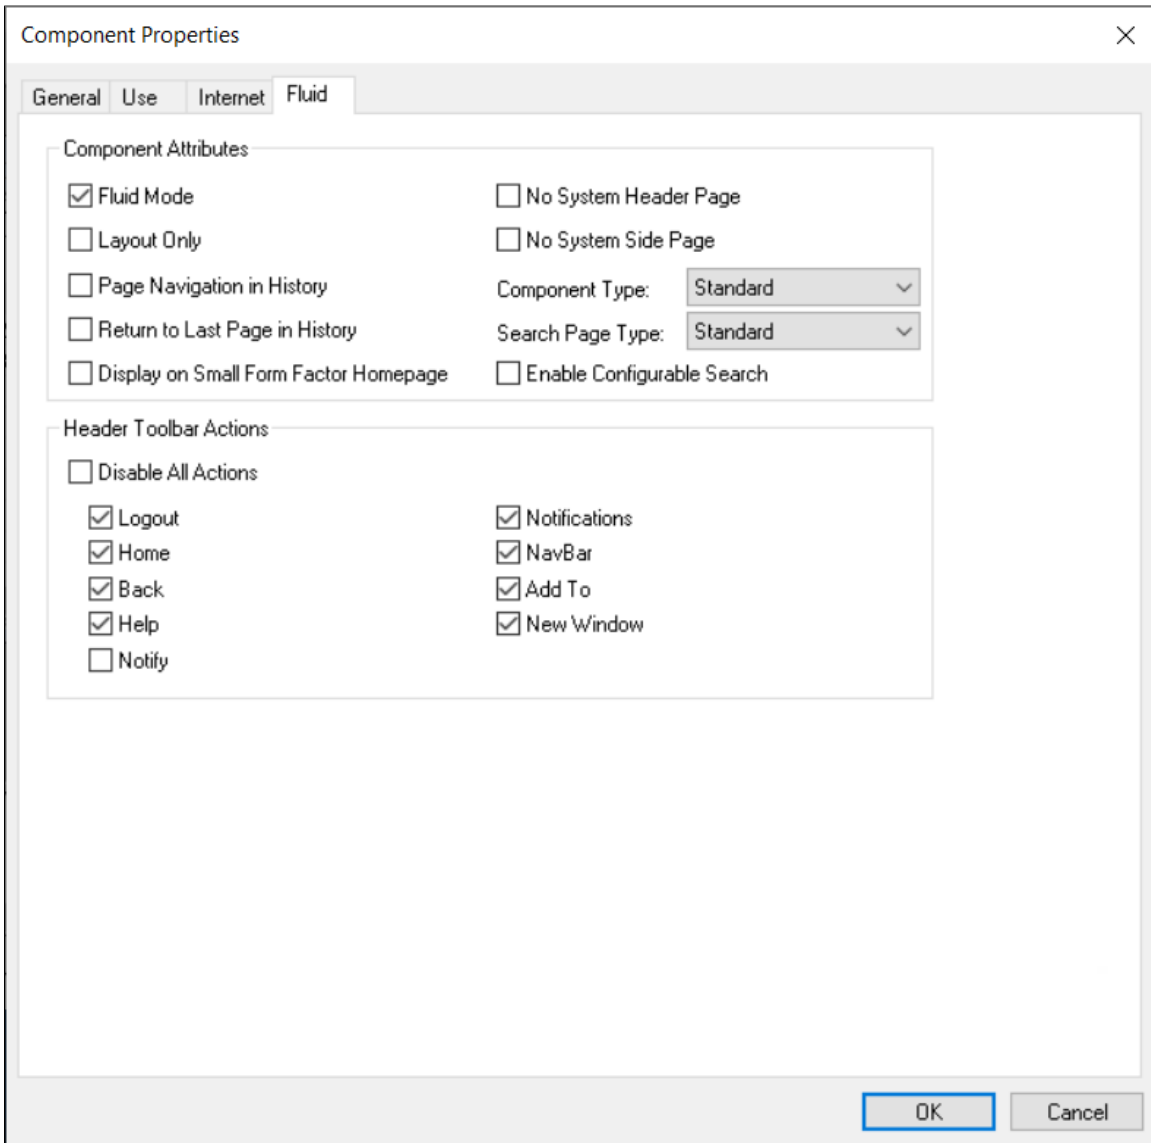 Component Properties
General Use Internet Fluid
Component Attributes
Fluid Mode
No System Header Page
Layout Only
No System Side Page
Page Navigation in History
Component Type: Standard
Return to Last Page in History
Search Page Type: Standard
Display on Small Form Factor Homepage
Enable Configurable Search
Header Toolbar Actions
Disable All Actions
Logout
Notifications
Home
NavBar
Back
Add To
Help
New Window
Notify
OK Cancel